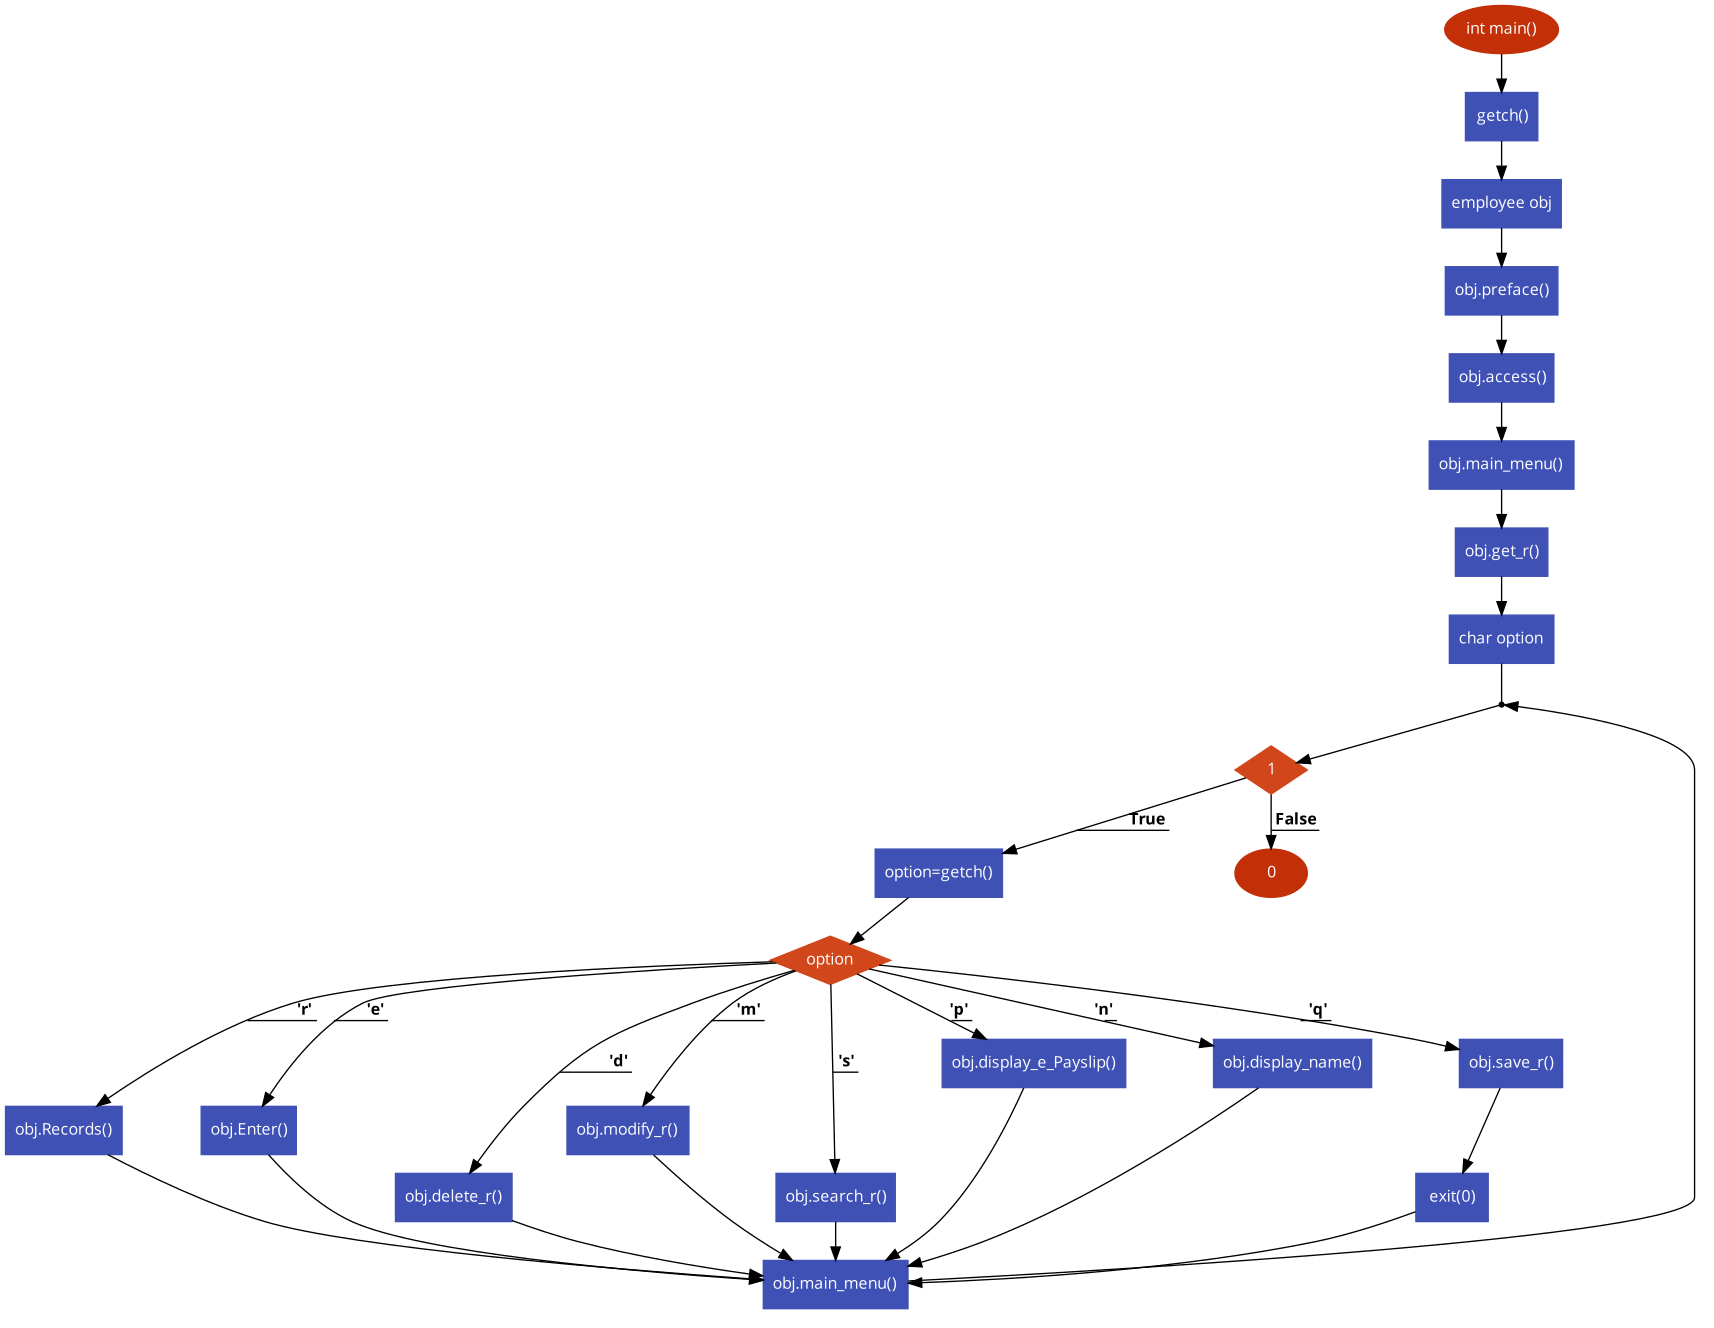 int main()
getch()
employee obj
obj.preface()
obj.access()
obj.main_menu()
obj.get_r()
char option
1
True
False
option=getch()
0
option
'r'
'e'
'm'
'p'
'n'
'q'
'd'
's'
obj.display_e_Payslip()
obj.display_name()
obj.save_r()
obj.Records()
obj.Enter()
obj.modify_r()
obj.delete_r()
obj.search_r()
exit(0)
obj.main_menu()